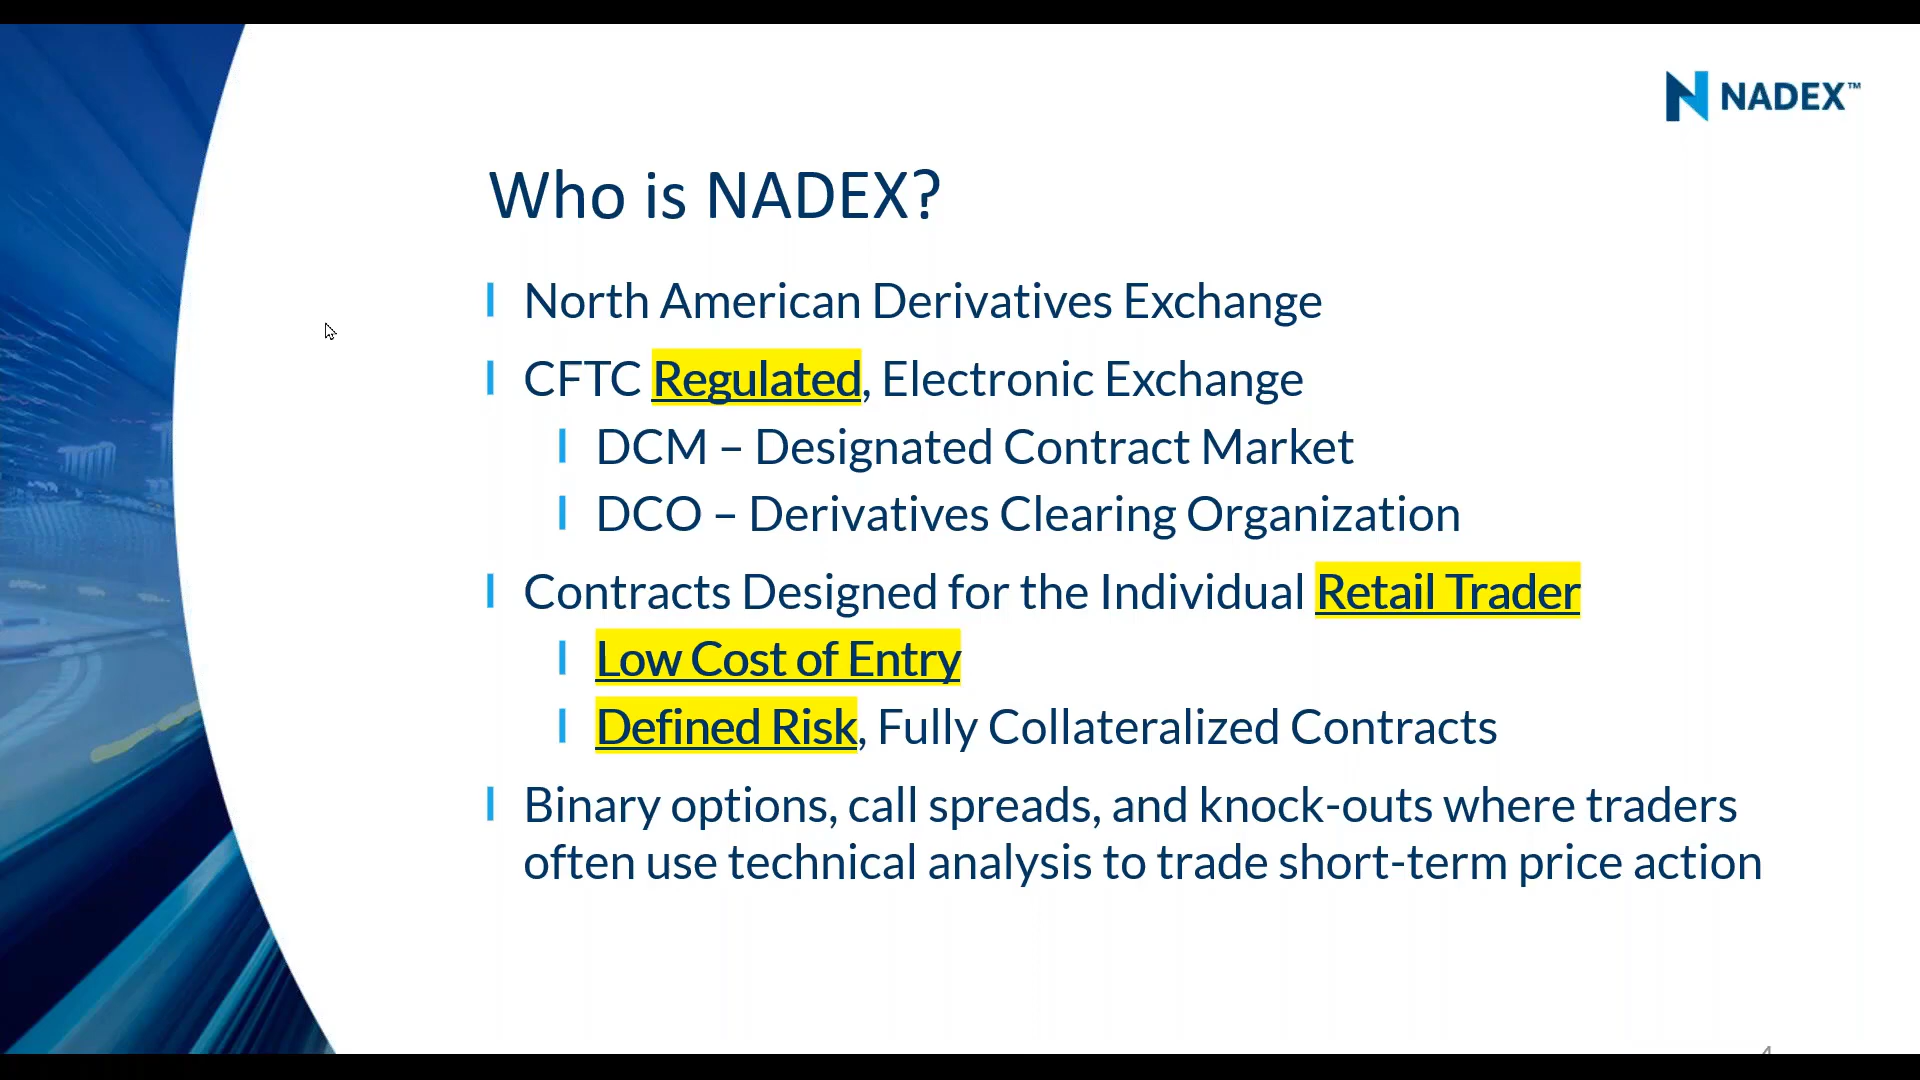 NADEX™
Who is NADEX?
North American Derivatives Exchange
CFTC Regulated, Electronic Exchange
DCM – Designated Contract Market
DCO – Derivatives Clearing Organization
Contracts Designed for the Individual Retail Trader
Low Cost of Entry
Defined Risk, Fully Collateralized Contracts
Binary options, call spreads, and knock-outs where traders
often use technical analysis to trade short-term price action